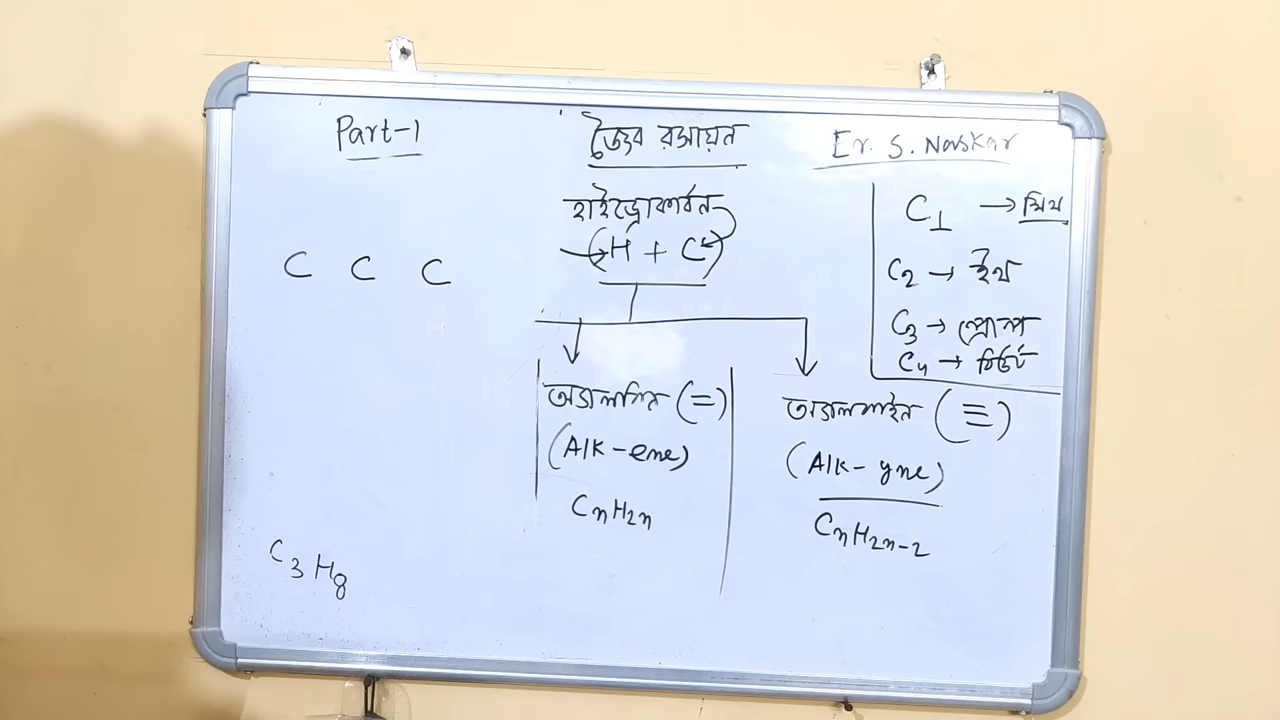 Part-1
জৈব রসায়ন
Er. S. Naskar
হাইড্রোকার্বন
(H + C)
C₁ → মিথ
C₂ → ইথ
C₃ → প্রোপ
C₄ → বিউট
C C C
অ্যালকিন (=)
(Alk-ene)
CnH2n
অ্যালকাইন (≡)
(Alk-yne)
CnH2n-2
C₃H₈